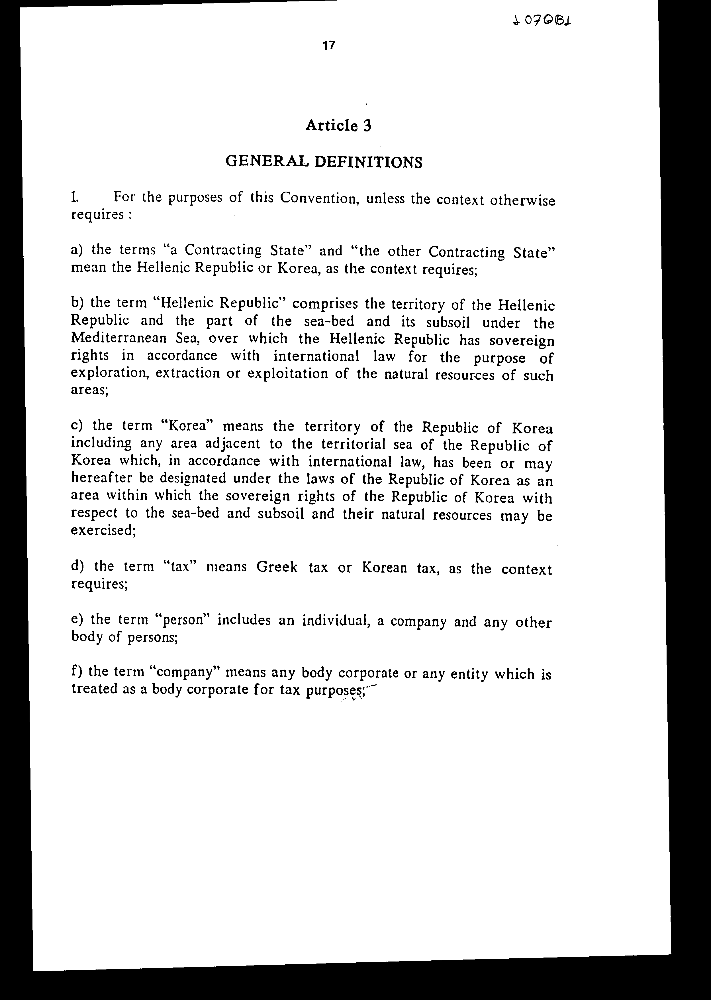 17
Article 3
GENERAL DEFINITIONS
1. For the purposes of this Convention, unless the context otherwise
requires :
a) the terms “a Contracting State” and “the other Contracting State”
mean the Hellenic Republic or Korea, as the context requires;
b) the term “Hellenic Republic” comprises the territory of the Hellenic
Republic and the part of the sea-bed and its subsoil under the
Mediterranean Sea, over which the Hellenic Republic has sovereign
rights in accordance with international law for the purpose of
exploration, extraction or exploitation of the natural resources of such
areas;
c) the term “Korea” means the territory of the Republic of Korea
including any area adjacent to the territorial sea of the Republic of
Korea which, in accordance with international law, has been or may
hereafter be designated under the laws of the Republic of Korea as an
area within which the sovereign rights of the Republic of Korea with
respect to the sea-bed and subsoil and their natural resources may be
exercised;
d) the term “tax” means Greek tax or Korean tax, as the context
requires;
e) the term “person” includes an individual, a company and any other
body of persons;
f) the term “company” means any body corporate or any entity which is
treated as a body corporate for tax purposes;